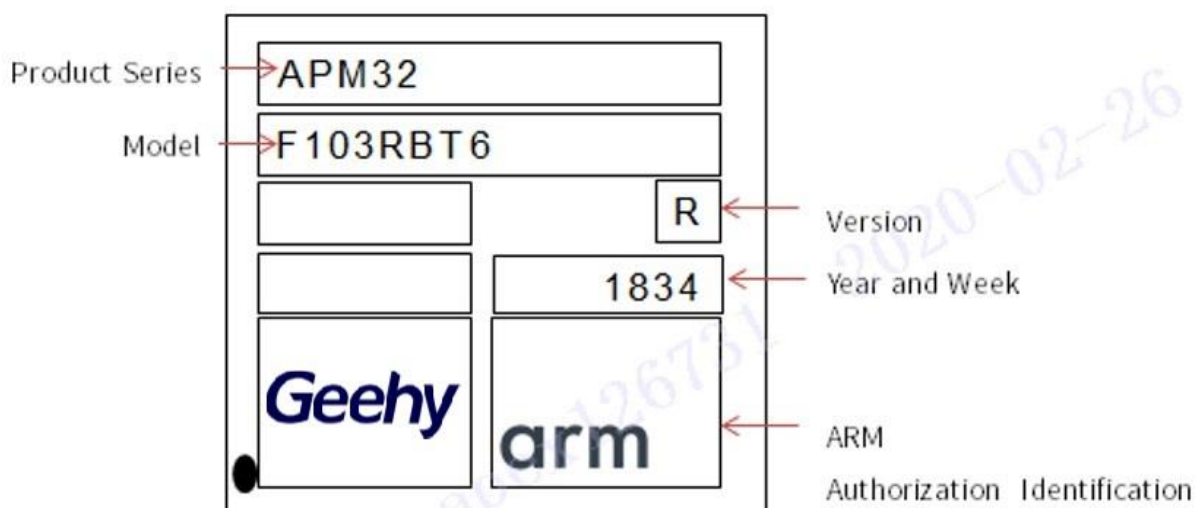 Product Series APM32
Model F103RBT6
R Version
1834 Year and Week
Geehy arm ARM
Authorization Identification
2020-02-26